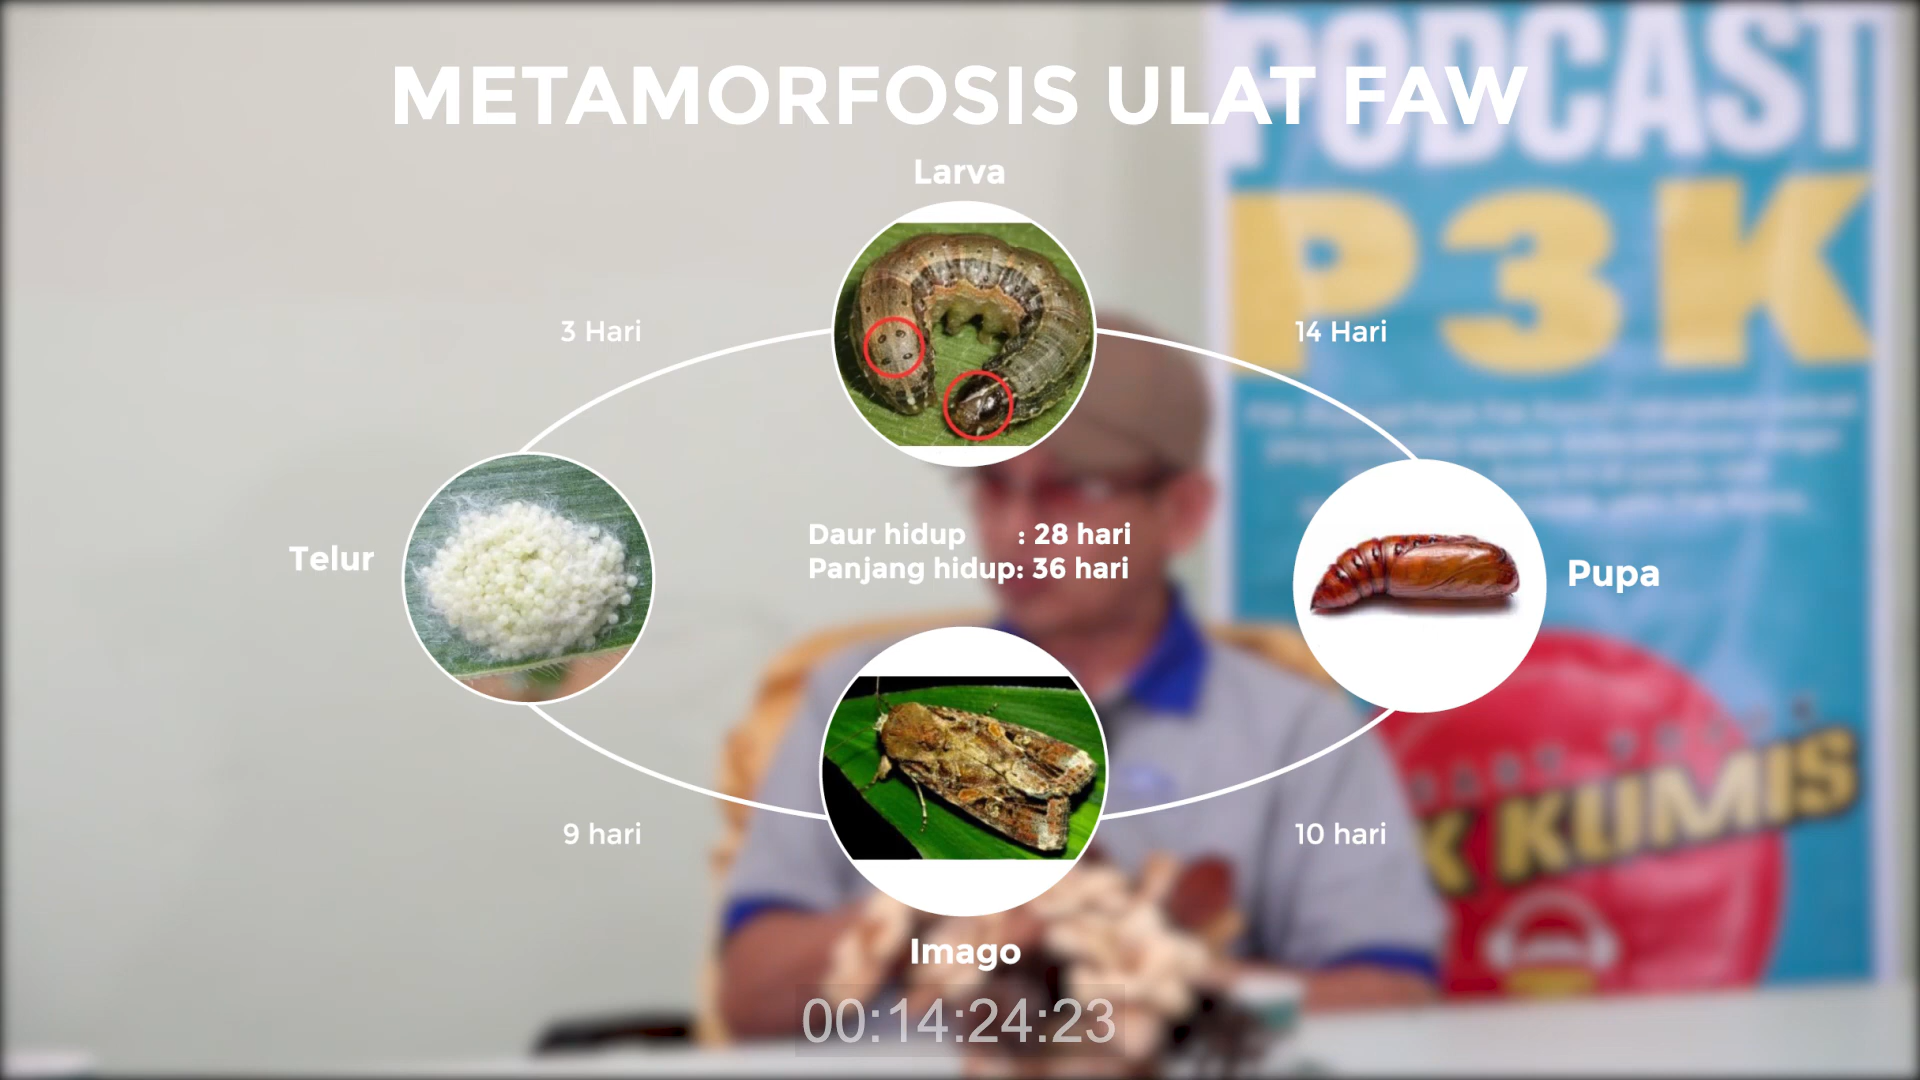 METAMORFOSIS ULAT FAW
PODCAST
P3K
Larva
3 Hari
14 Hari
Telur
Daur hidup : 28 hari
Panjang hidup: 36 hari
Pupa
9 hari
10 hari
K KUMIS
Imago
00:14:24:23